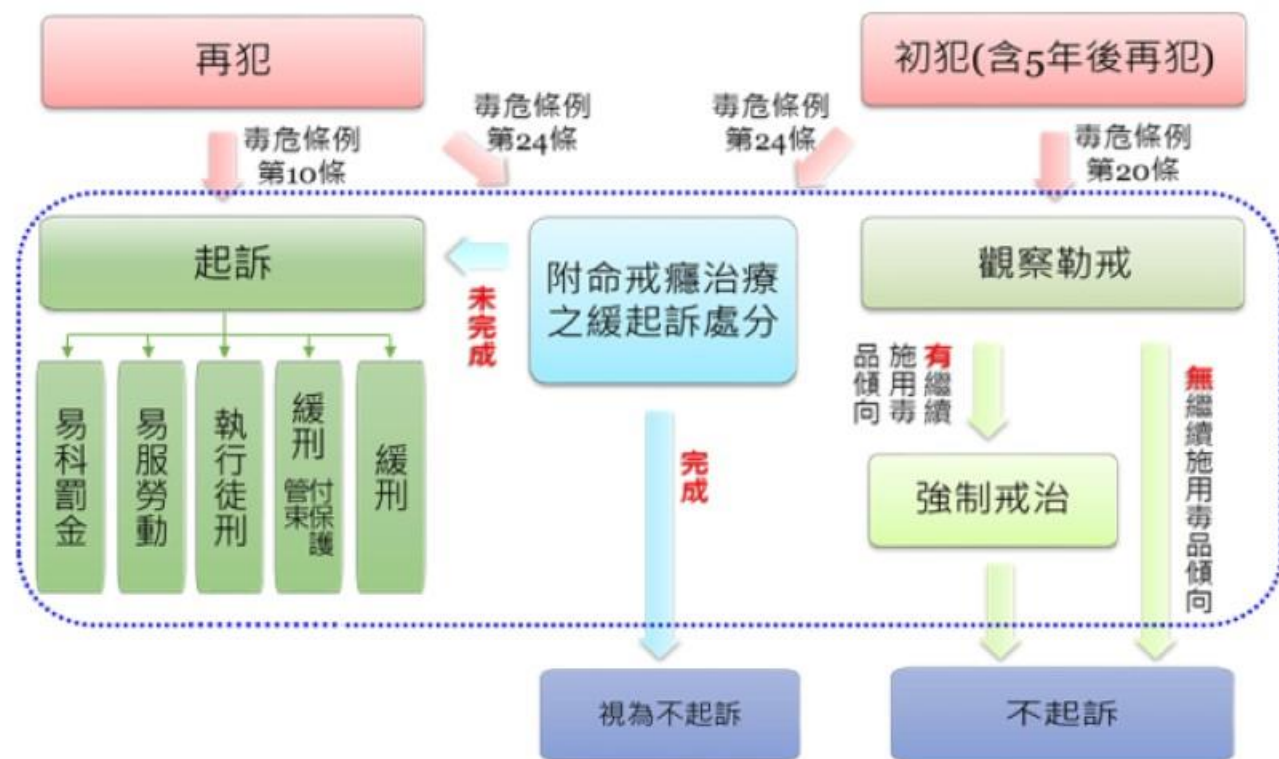 再犯
初犯(含5年後再犯)
毒危條例
第10條
毒危條例
第24條
毒危條例
第24條
毒危條例
第20條
起訴
附命戒癮治療
之緩起訴處分
觀察勒戒
未完成
易科罰金
易服勞動
執行徒刑
緩刑
付保護
管束
緩刑
完成
有繼續
施用毒
品傾向
無繼續施用毒品傾向
強制戒治
視為不起訴
不起訴